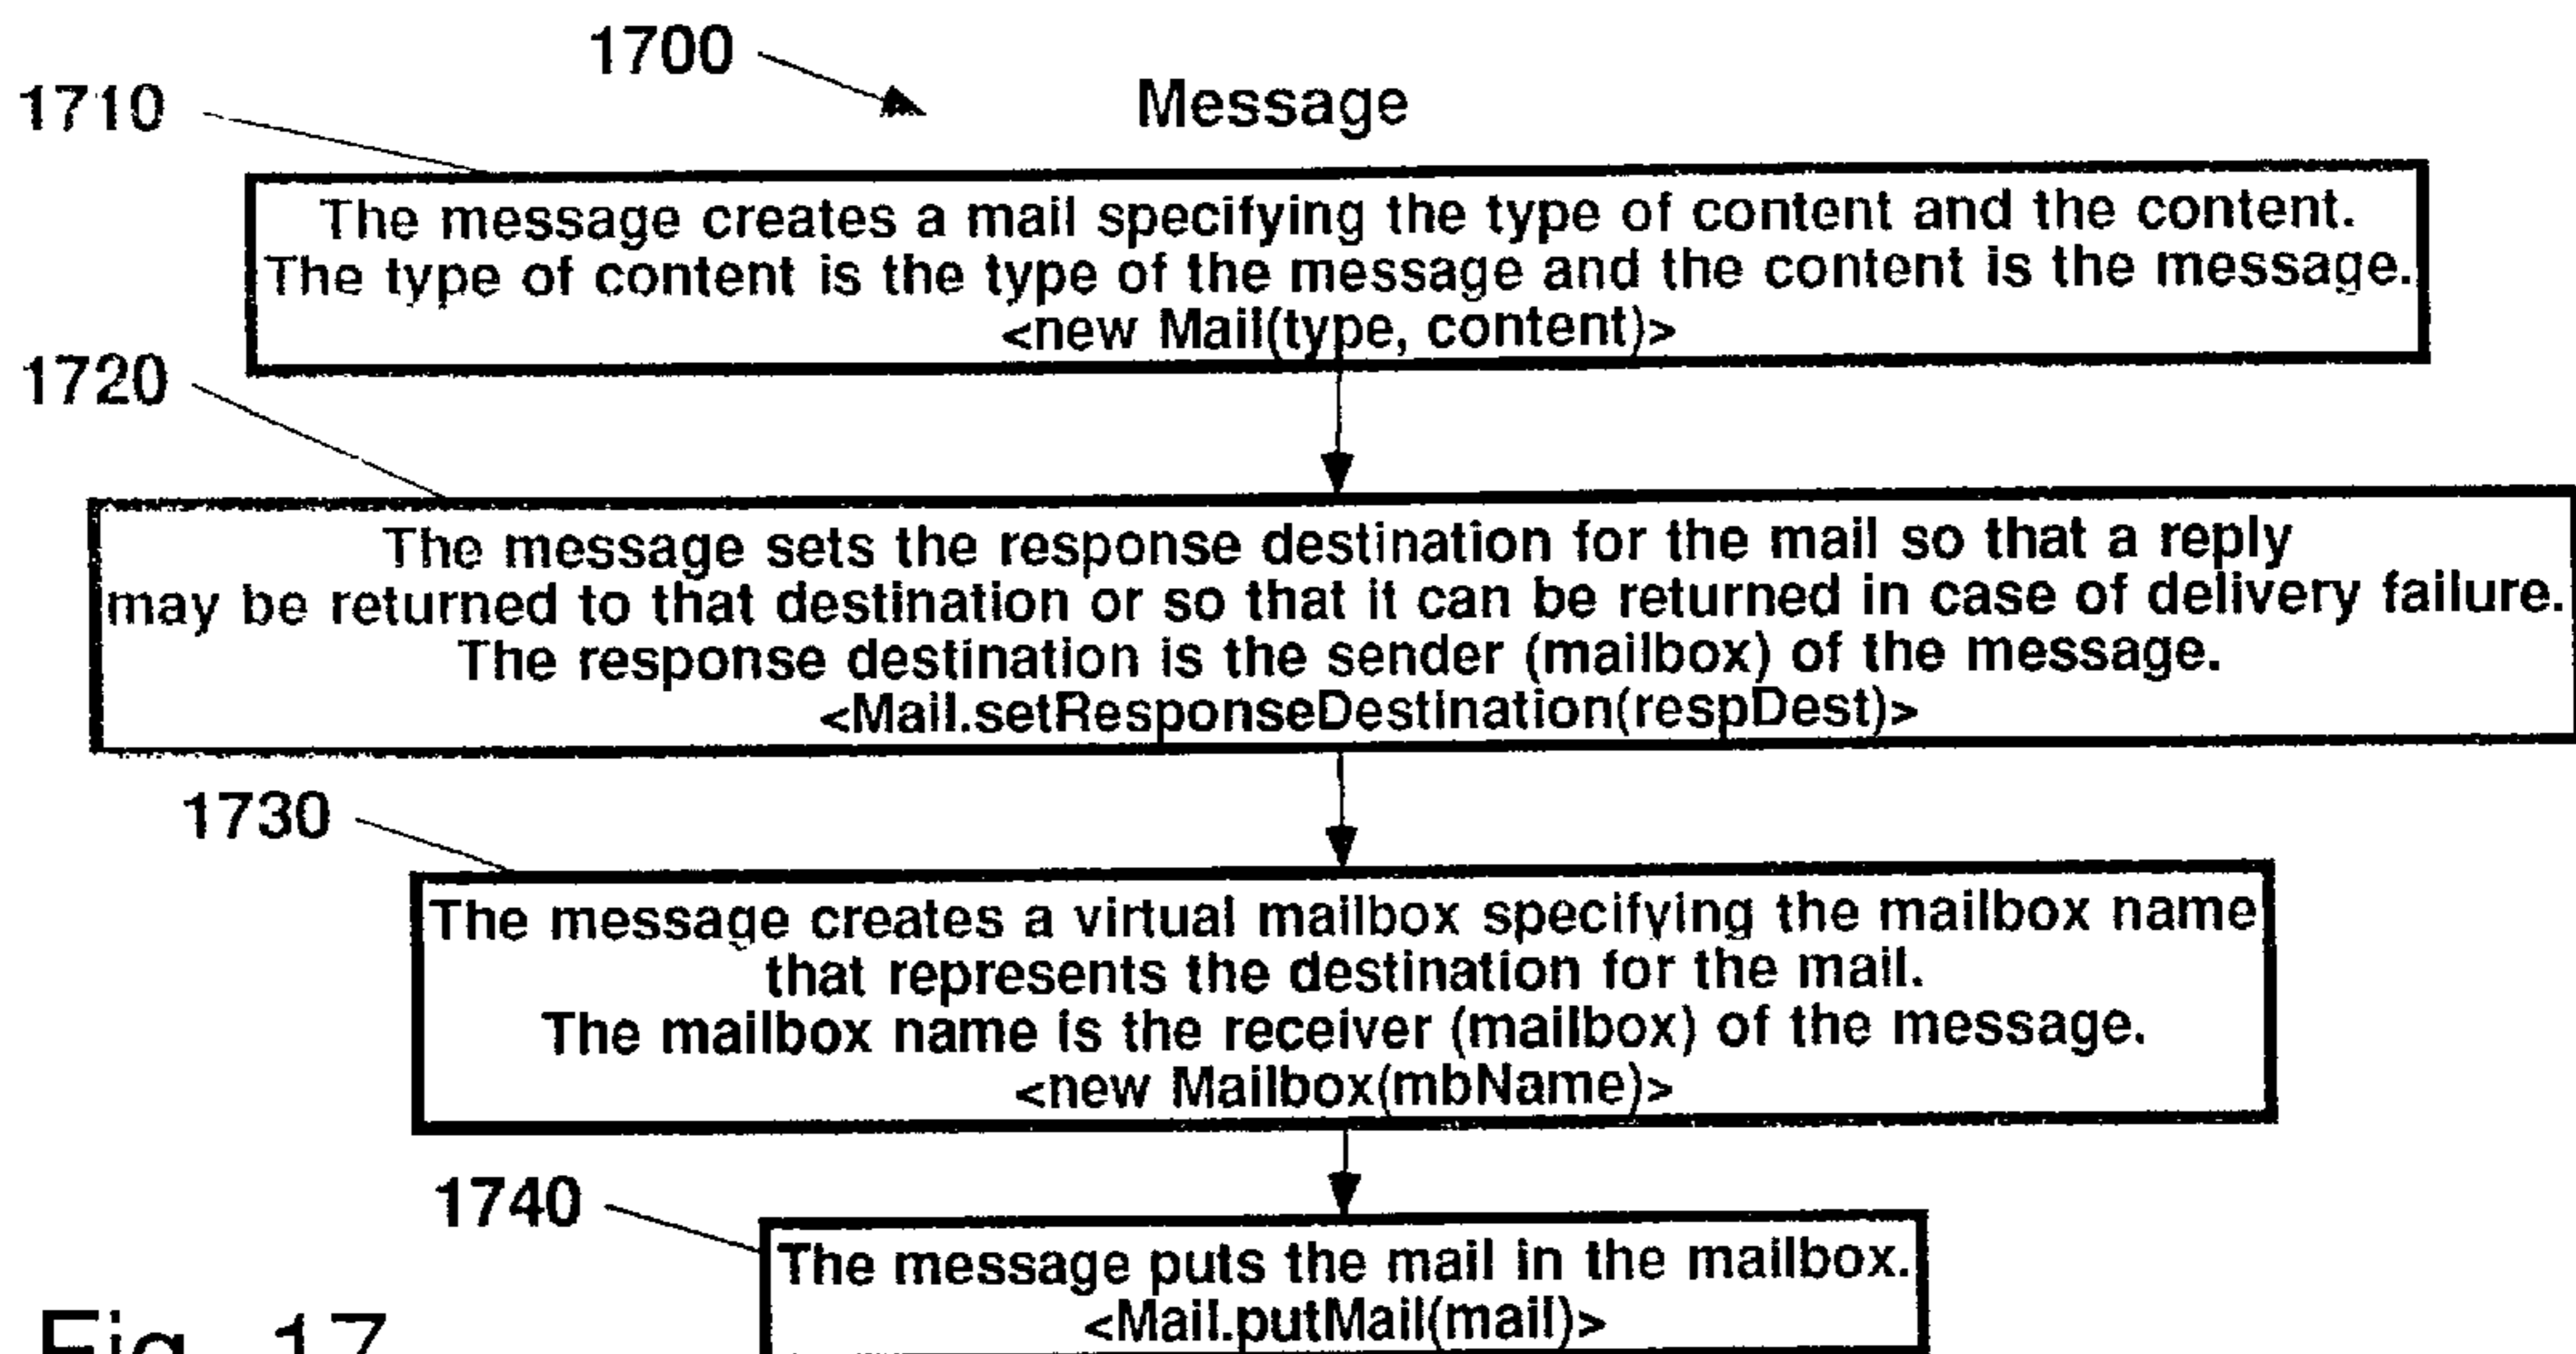 1700
Message
1710
The message creates a mail specifying the type of content and the content.
The type of content is the type of the message and the content is the message.
<new Mail(type, content)>
1720
The message sets the response destination for the mail so that a reply
may be returned to that destination or so that it can be returned in case of delivery failure.
The response destination is the sender (mailbox) of the message.
<Mail.setResponseDestination(respDest)>
1730
The message creates a virtual mailbox specifying the mailbox name
that represents the destination for the mail.
The mailbox name is the receiver (mailbox) of the message.
<new Mailbox(mbName)>
1740
The message puts the mail in the mailbox.
<Mail.putMail(mail)>
Fig. 17